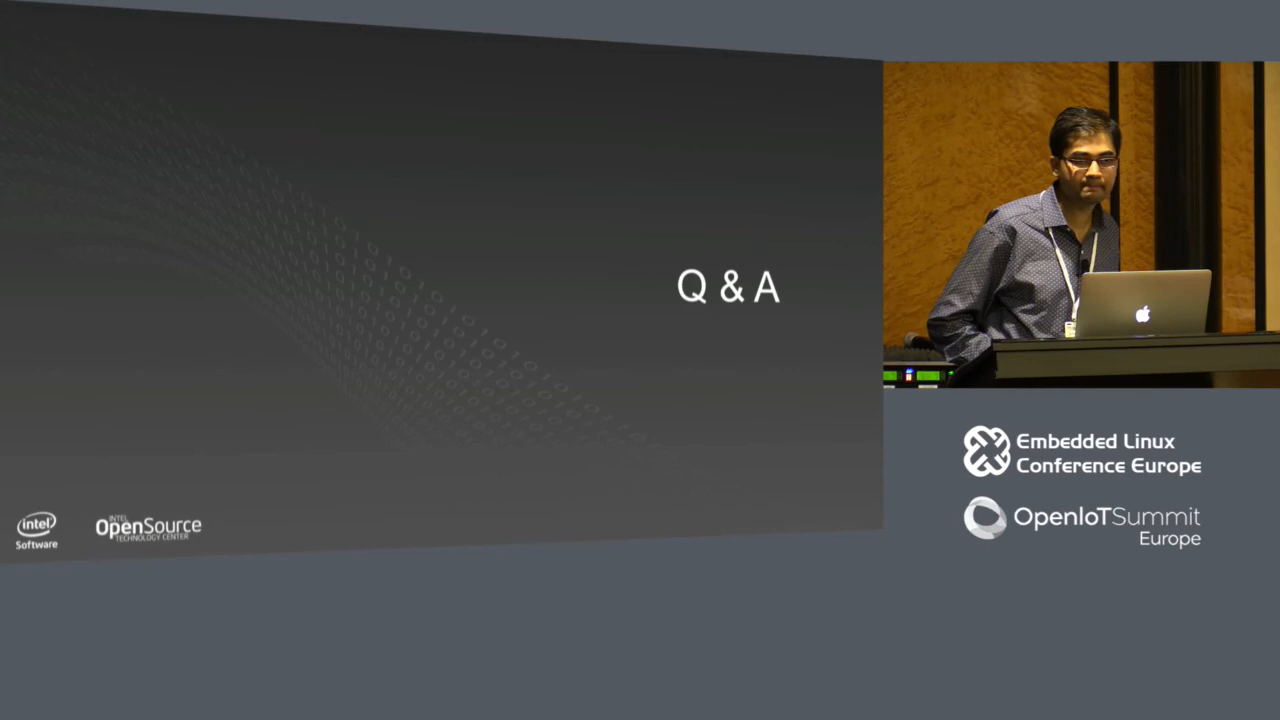 Q & A
intel
Software
INTEL
OpenSource
TECHNOLOGY CENTER
Embedded Linux
Conference Europe
OpenIoTSummit
Europe